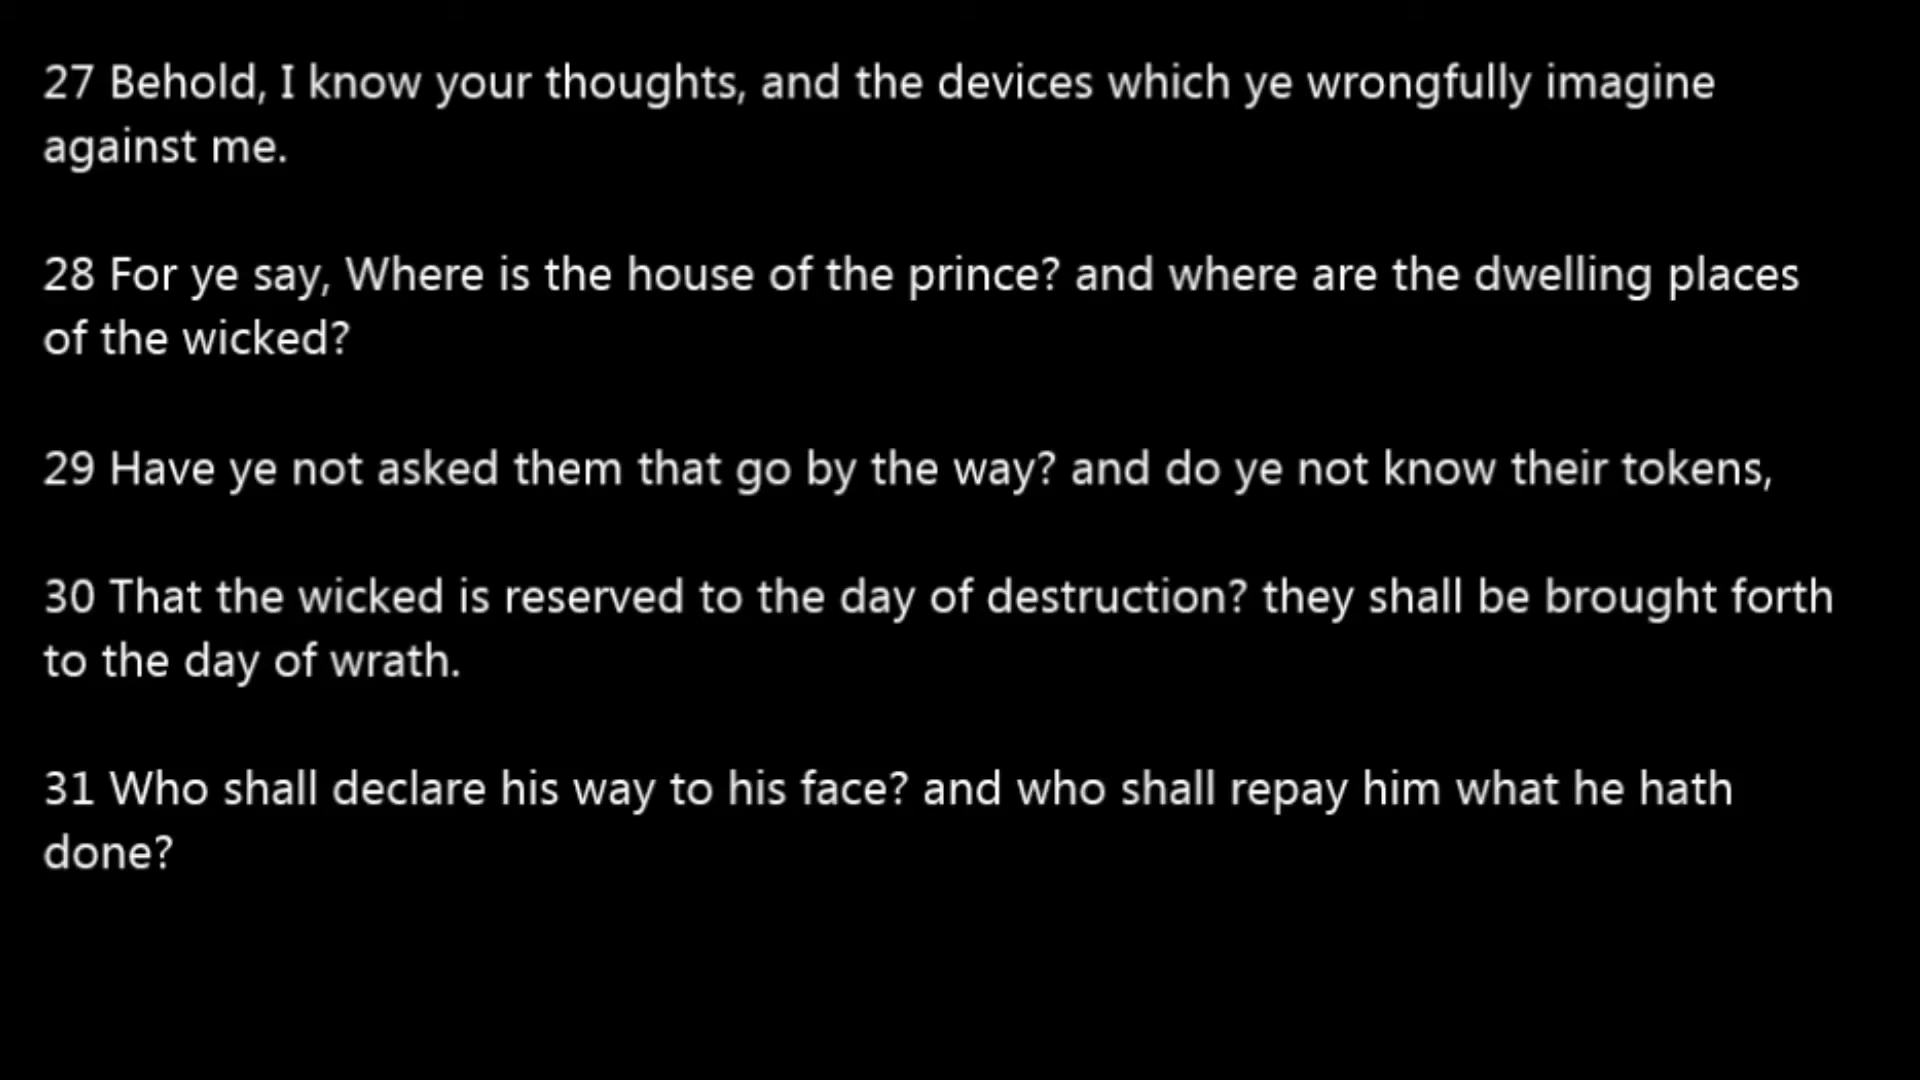 27 Behold, I know your thoughts, and the devices which ye wrongfully imagine
against me.
28 For ye say, Where is the house of the prince? and where are the dwelling places
of the wicked?
29 Have ye not asked them that go by the way? and do ye not know their tokens,
30 That the wicked is reserved to the day of destruction? they shall be brought forth
to the day of wrath.
31 Who shall declare his way to his face? and who shall repay him what he hath
done?